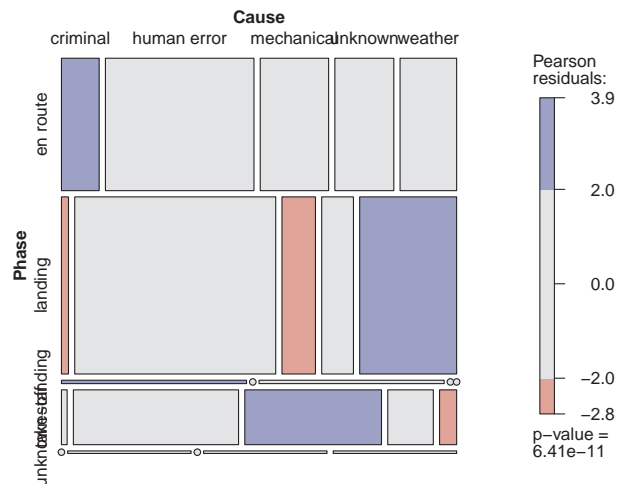 Cause
criminal human error mechanical unknown weather
Pearson
residuals:
3.9
2.0
0.0
−2.0
−2.8
p−value =
6.41e−11
Phase
en route
landing
unknown